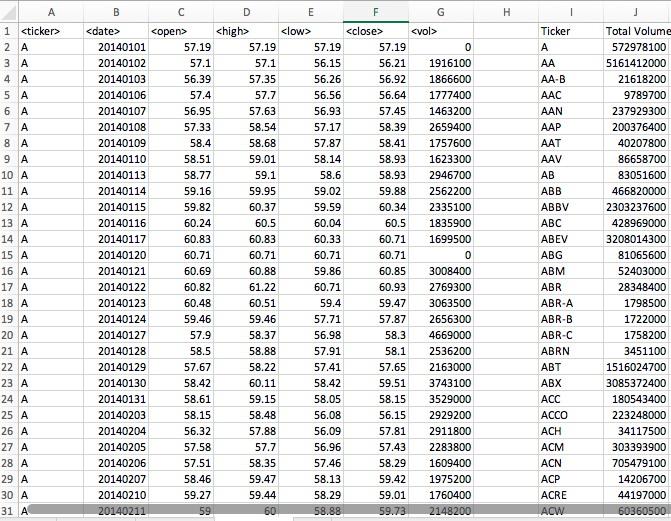 A B C D E F G H I J
1 <ticker> <date> <open> <high> <low> <close> <vol> Ticker Total Volume
2 A 20140101 57.19 57.19 57.19 57.19 0 A 572978100
3 A 20140102 57.1 57.1 56.15 56.21 1916100 AA 5161412000
4 A 20140103 56.39 57.35 56.26 56.92 1866600 AA-B 21618200
5 A 20140106 57.4 57.7 56.56 56.64 1777400 AAC 9789700
6 A 20140107 56.95 57.63 56.93 57.45 1463200 AAN 237929300
7 A 20140108 57.33 58.54 57.17 58.39 2659400 AAP 200376400
8 A 20140109 58.4 58.68 57.87 58.41 1757600 AAT 40207800
9 A 20140110 58.51 59.01 58.14 58.93 1623300 AAV 86658700
10 A 20140113 58.77 59.1 58.6 58.93 2946700 AB 83051600
11 A 20140114 59.16 59.95 59.02 59.88 2562200 ABB 466820000
12 A 20140115 59.82 60.37 59.59 60.34 2335100 ABBV 2303237600
13 A 20140116 60.24 60.5 60.04 60.5 1835900 ABC 428969000
14 A 20140117 60.83 60.83 60.33 60.71 1699500 ABEV 3208014300
15 A 20140120 60.71 60.71 60.71 60.71 0 ABG 81065600
16 A 20140121 60.69 60.88 59.86 60.85 3008400 ABM 52403000
17 A 20140122 60.82 61.22 60.71 60.93 2769300 ABR 28348400
18 A 20140123 60.48 60.51 59.4 59.47 3063500 ABR-A 1798500
19 A 20140124 59.46 59.46 57.71 57.87 2656300 ABR-B 1722000
20 A 20140127 57.9 58.37 56.98 58.3 4669000 ABR-C 1758200
21 A 20140128 58.5 58.88 57.91 58.1 2536200 ABRN 3451100
22 A 20140129 57.67 58.22 57.41 57.65 2163000 ABT 1516024700
23 A 20140130 58.42 60.11 58.42 59.51 3743100 ABX 3085372400
24 A 20140131 58.61 59.15 58.05 58.15 3529000 ACC 180543400
25 A 20140203 58.15 58.48 56.08 56.15 2929200 ACCO 223248000
26 A 20140204 56.32 57.88 56.09 57.81 2911800 ACH 34117500
27 A 20140205 57.58 57.7 56.96 57.43 2283800 ACM 303393900
28 A 20140206 57.51 58.35 57.46 58.29 1609400 ACN 705479100
29 A 20140207 58.46 59.47 58.13 59.42 1975200 ACP 14206700
30 A 20140210 59.27 59.44 58.29 59.01 1760400 ACRE 44197000
31 A 20140211 59 60 58.88 59.73 2148200 ACW 60360500